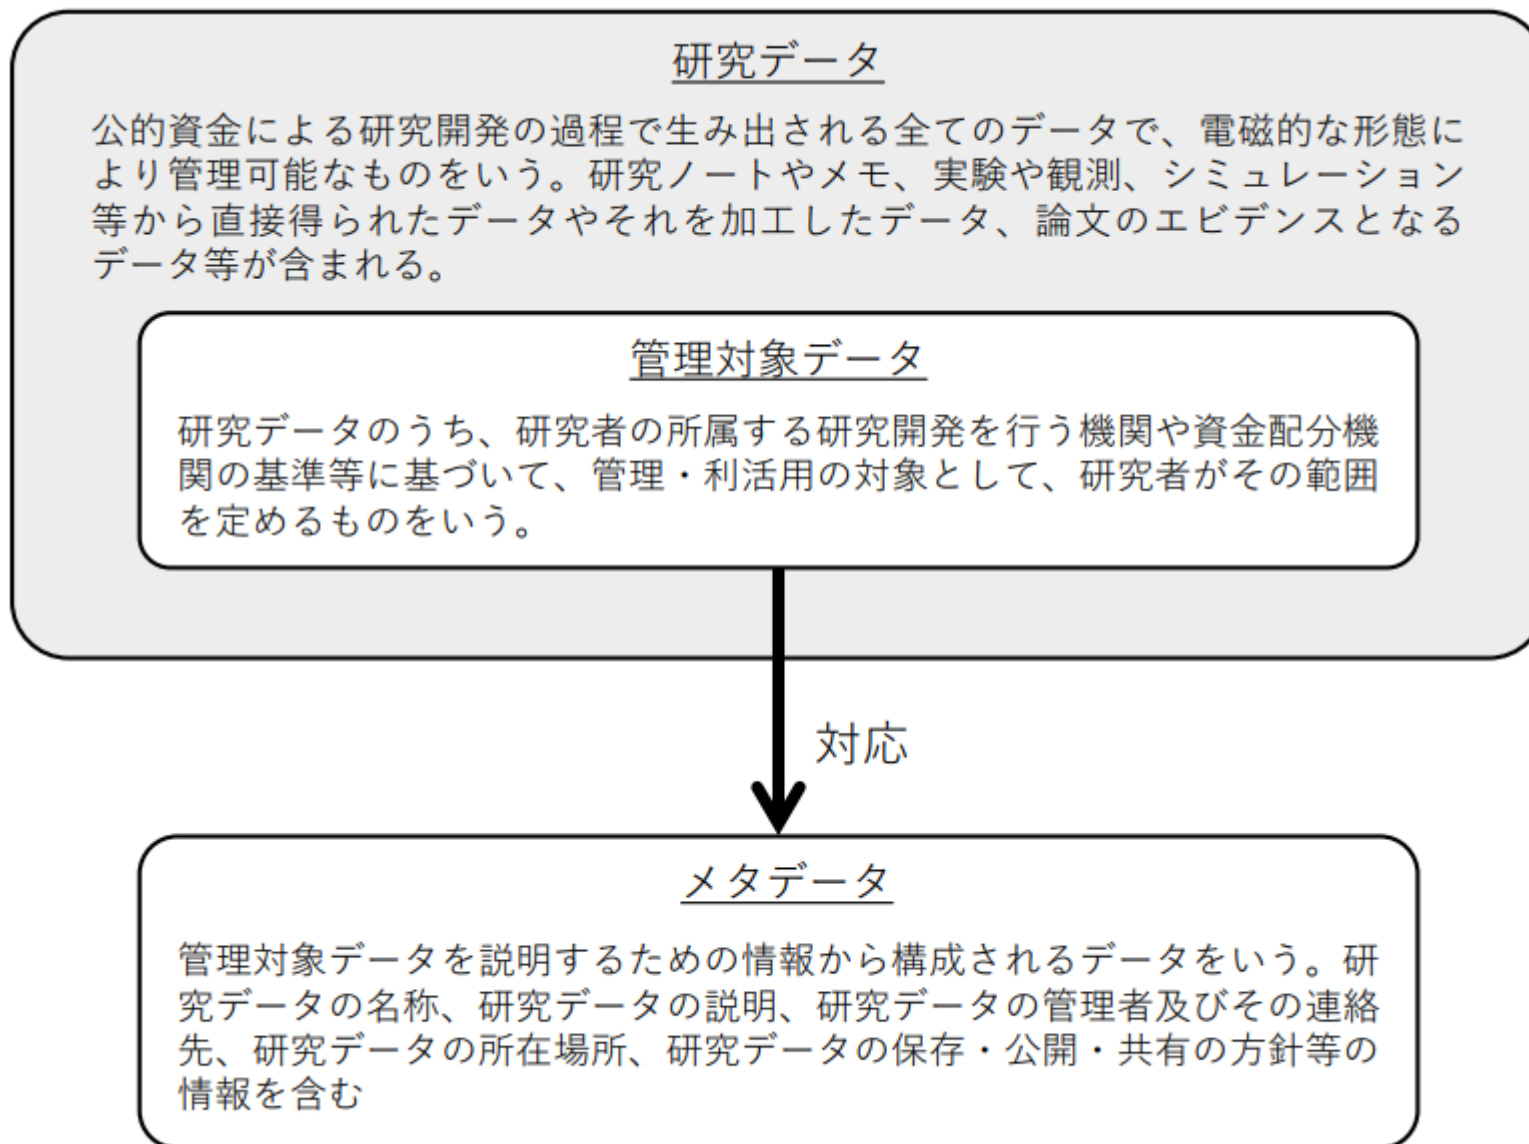 研究データ
公的資金による研究開発の過程で生み出される全てのデータで、電磁的な形態に
より管理可能なものをいう。研究ノートやメモ、実験や観測、シミュレーション
等から直接得られたデータやそれを加工したデータ、論文のエビデンスとなる
データ等が含まれる。
管理対象データ
研究データのうち、研究者の所属する研究開発を行う機関や資金配分機
関の基準等に基づいて、管理・利活用の対象として、研究者がその範囲
を定めるものをいう。
対応
メタデータ
管理対象データを説明するための情報から構成されるデータをいう。研
究データの名称、研究データの説明、研究データの管理者及びその連絡
先、研究データの所在場所、研究データの保存・公開・共有の方針等の
情報を含む